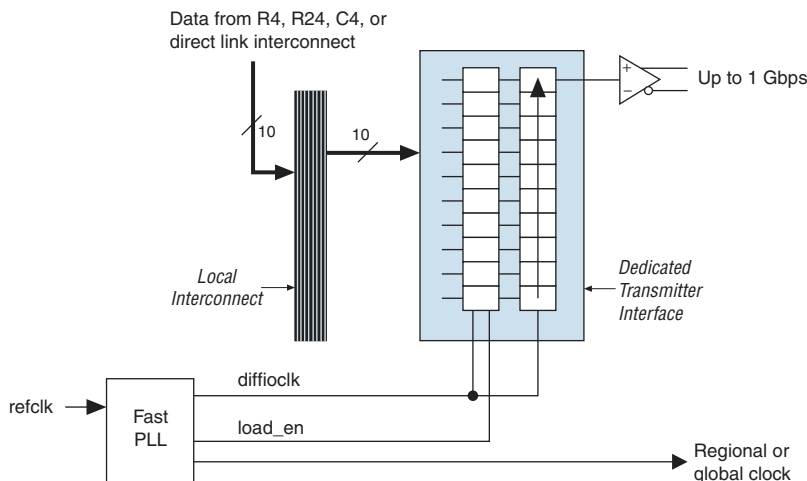 Data from R4, R24, C4, or
direct link interconnect
10
10
+
–
Up to 1 Gbps
Local
Interconnect
Dedicated
Transmitter
Interface
diffioclk
refclk
Fast
PLL
load_en
Regional or
global clock